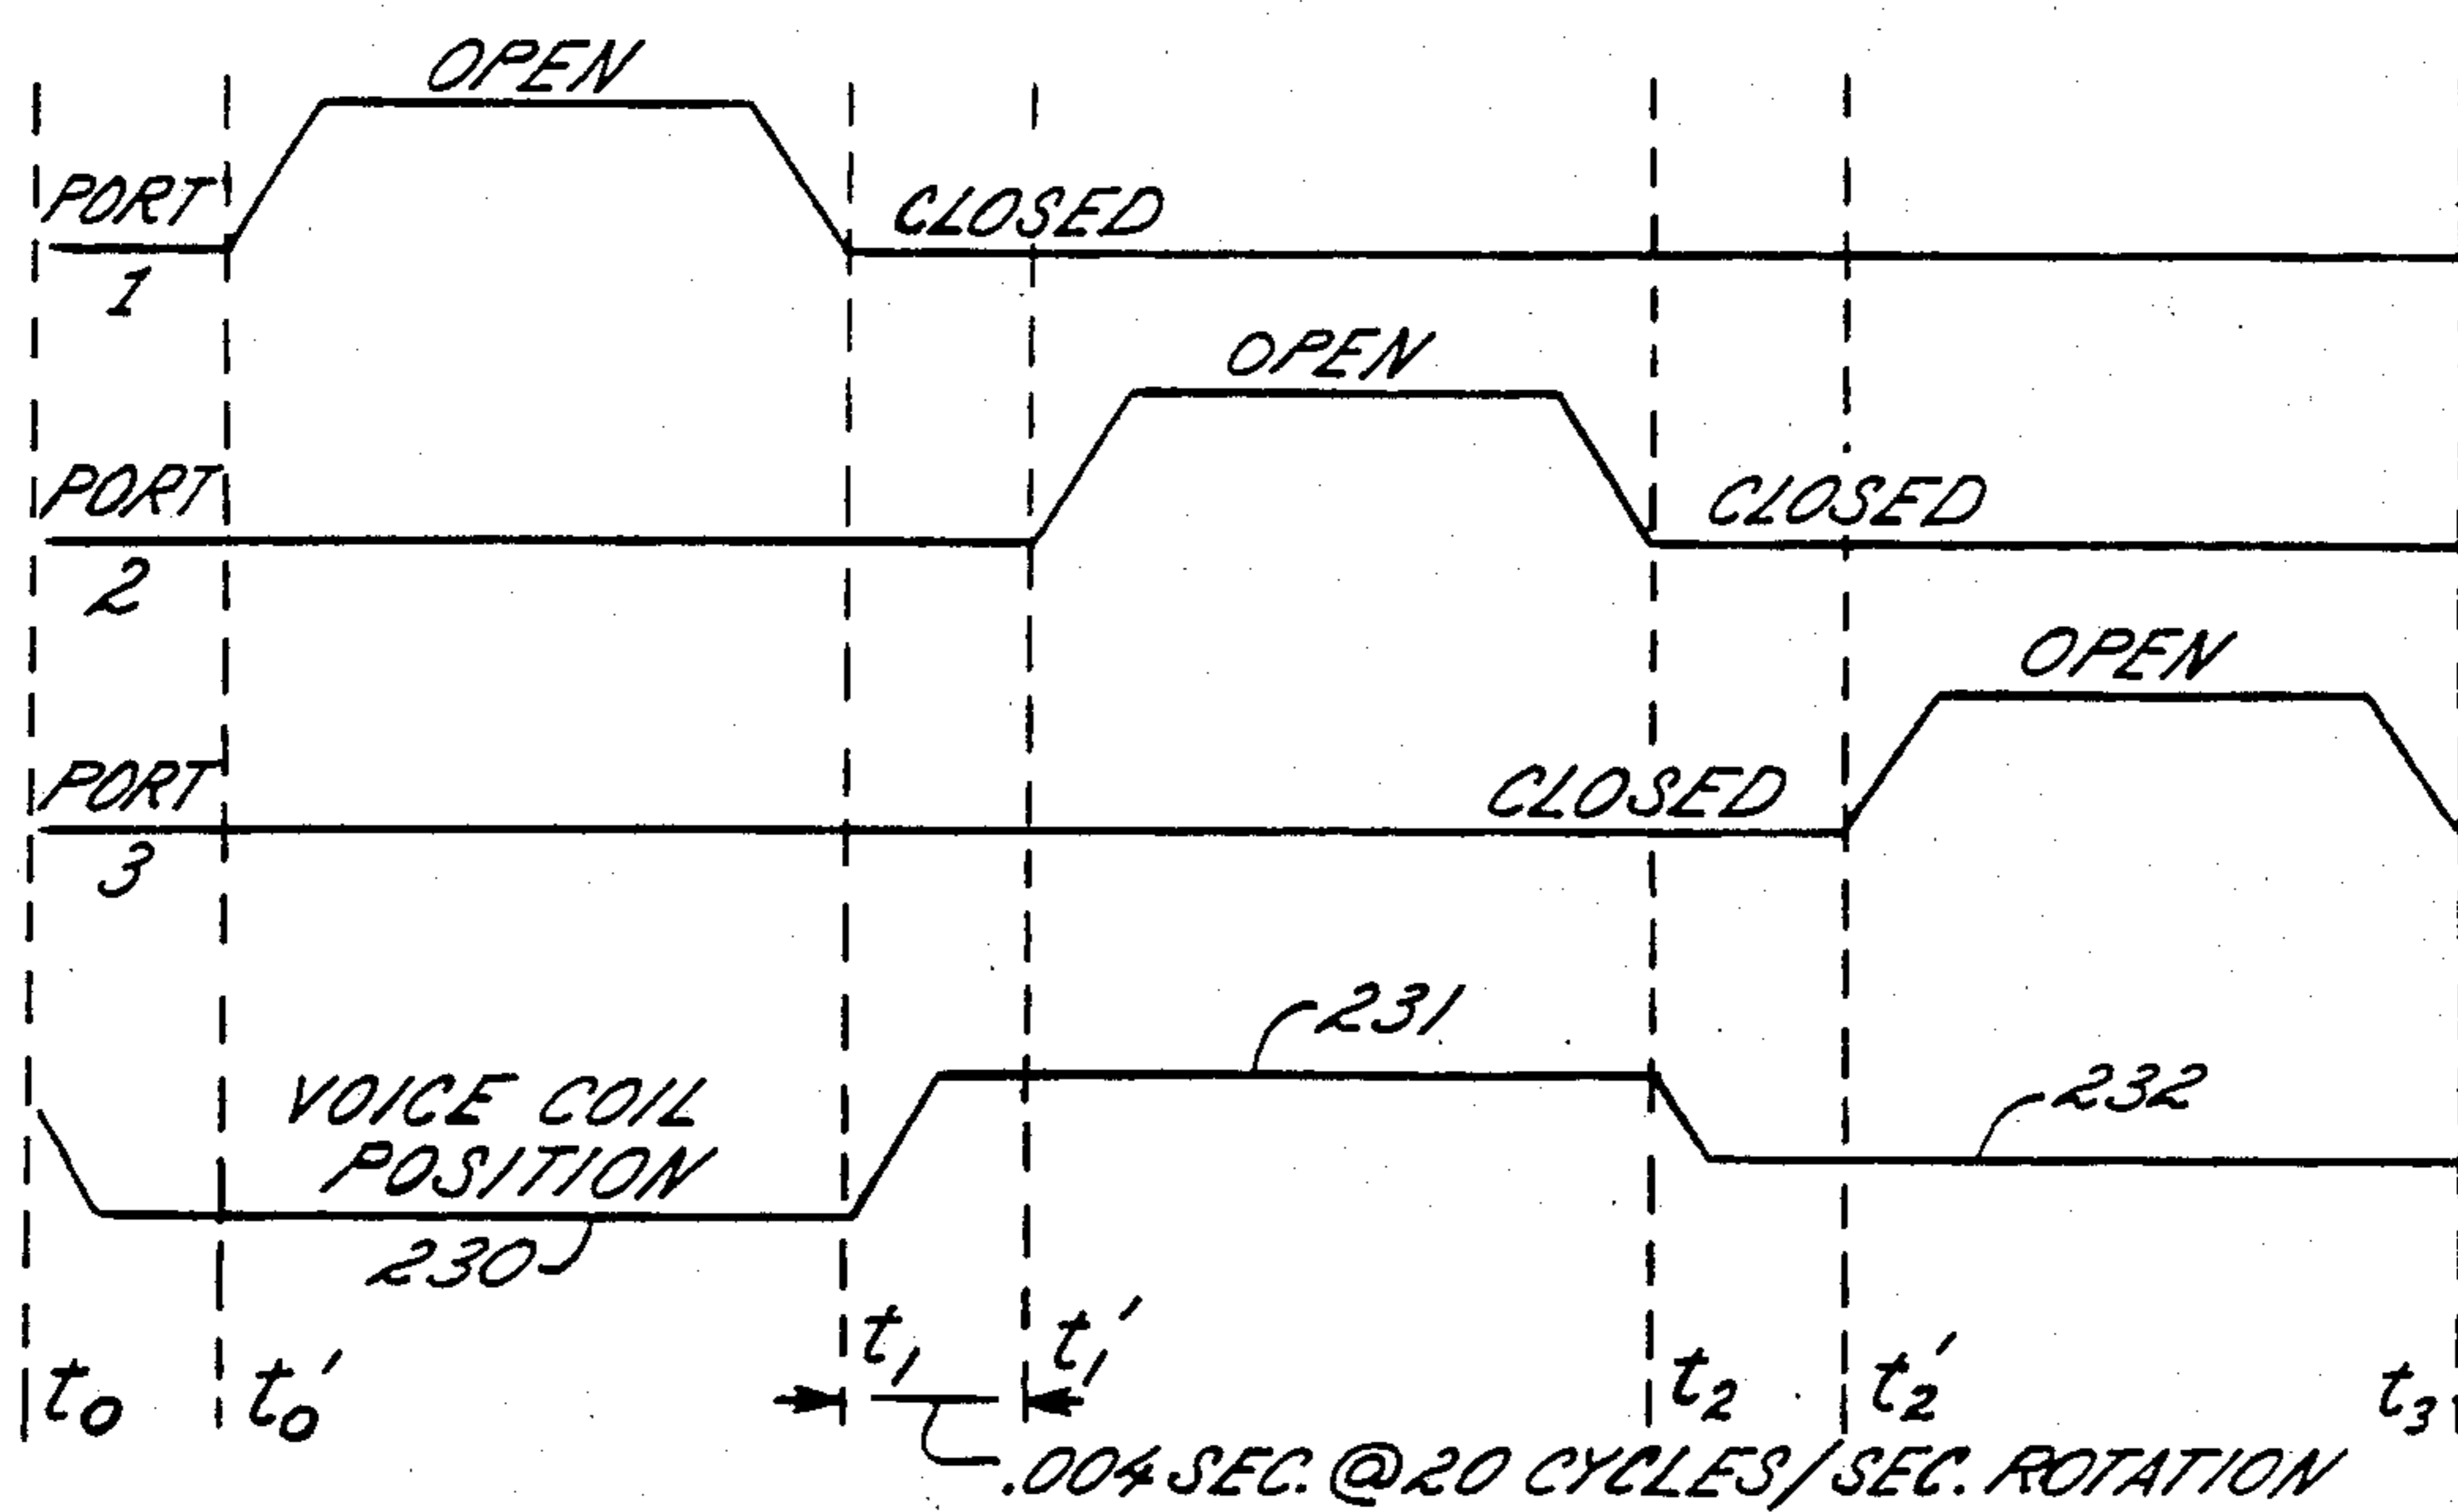 OPEN
PORT
1
CLOSED
OPEN
PORT
2
CLOSED
OPEN
PORT
3
CLOSED
231
232
VOICE COIL
POSITION
230
t0
t0'
t1
t1'
t2
t2'
t3
.004 SEC. @ 20 CYCLES/SEC. ROTATION